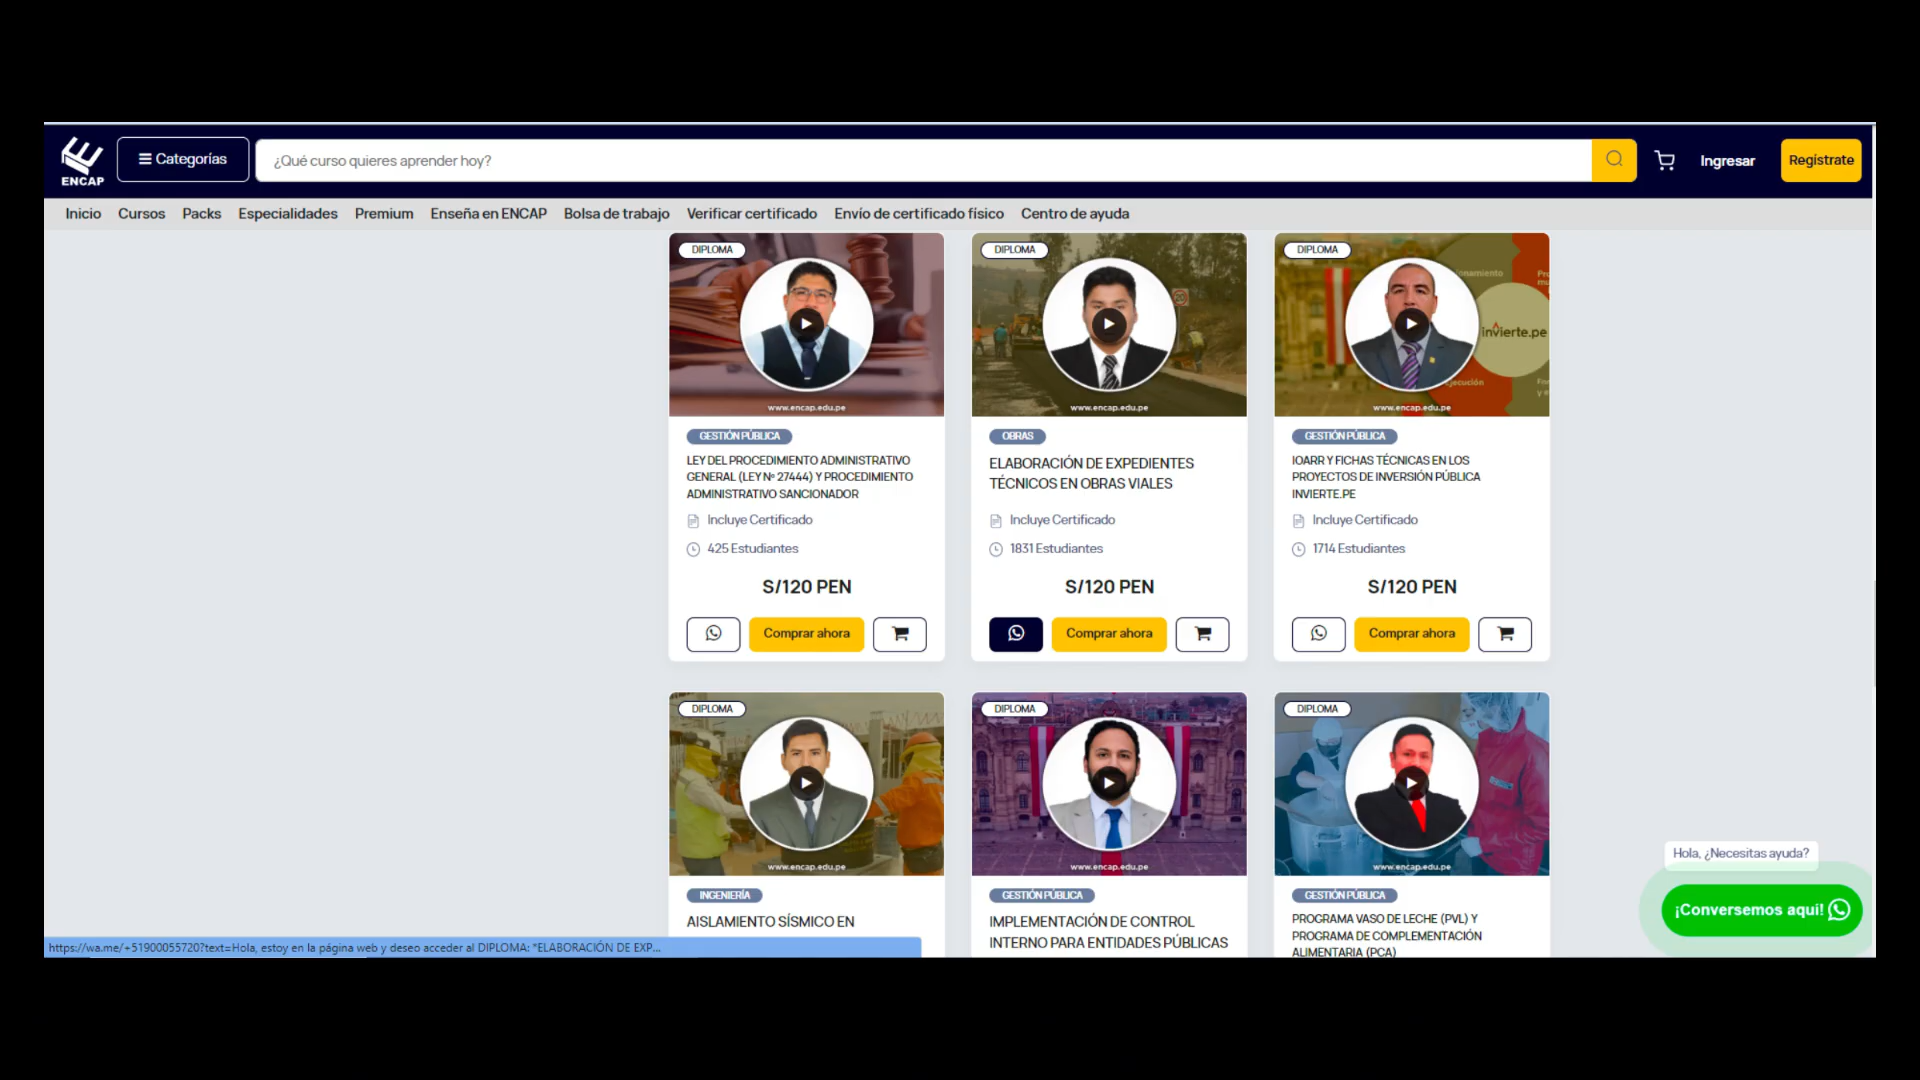 ENCAP
Categorías
¿Qué curso quieres aprender hoy?
Ingresar
Regístrate
Inicio Cursos Packs Especialidades Premium Enseña en ENCAP Bolsa de trabajo Verificar certificado Envío de certificado físico Centro de ayuda
DIPLOMA
www.encap.edu.pe
GESTIÓN PÚBLICA
LEY DEL PROCEDIMIENTO ADMINISTRATIVO
GENERAL (LEY Nº 27444) Y PROCEDIMIENTO
ADMINISTRATIVO SANCIONADOR
Incluye Certificado
425 Estudiantes
S/120 PEN
Comprar ahora
DIPLOMA
www.encap.edu.pe
OBRAS
ELABORACIÓN DE EXPEDIENTES
TÉCNICOS EN OBRAS VIALES
Incluye Certificado
1831 Estudiantes
S/120 PEN
Comprar ahora
DIPLOMA
invierte.pe
www.encap.edu.pe
GESTIÓN PÚBLICA
IOARR Y FICHAS TÉCNICAS EN LOS
PROYECTOS DE INVERSIÓN PÚBLICA
INVIERTE.PE
Incluye Certificado
1714 Estudiantes
S/120 PEN
Comprar ahora
DIPLOMA
www.encap.edu.pe
INGENIERÍA
AISLAMIENTO SÍSMICO EN
DIPLOMA
www.encap.edu.pe
GESTIÓN PÚBLICA
IMPLEMENTACIÓN DE CONTROL
INTERNO PARA ENTIDADES PÚBLICAS
DIPLOMA
www.encap.edu.pe
GESTIÓN PÚBLICA
PROGRAMA VASO DE LECHE (PVL) Y
PROGRAMA DE COMPLEMENTACIÓN
ALIMENTARIA (PCA)
Hola, ¿Necesitas ayuda?
¡Conversemos aqui!
https://wa.me/+51900055720?text=Hola, estoy en la página web y deseo acceder al DIPLOMA: "ELABORACIÓN DE EXP...